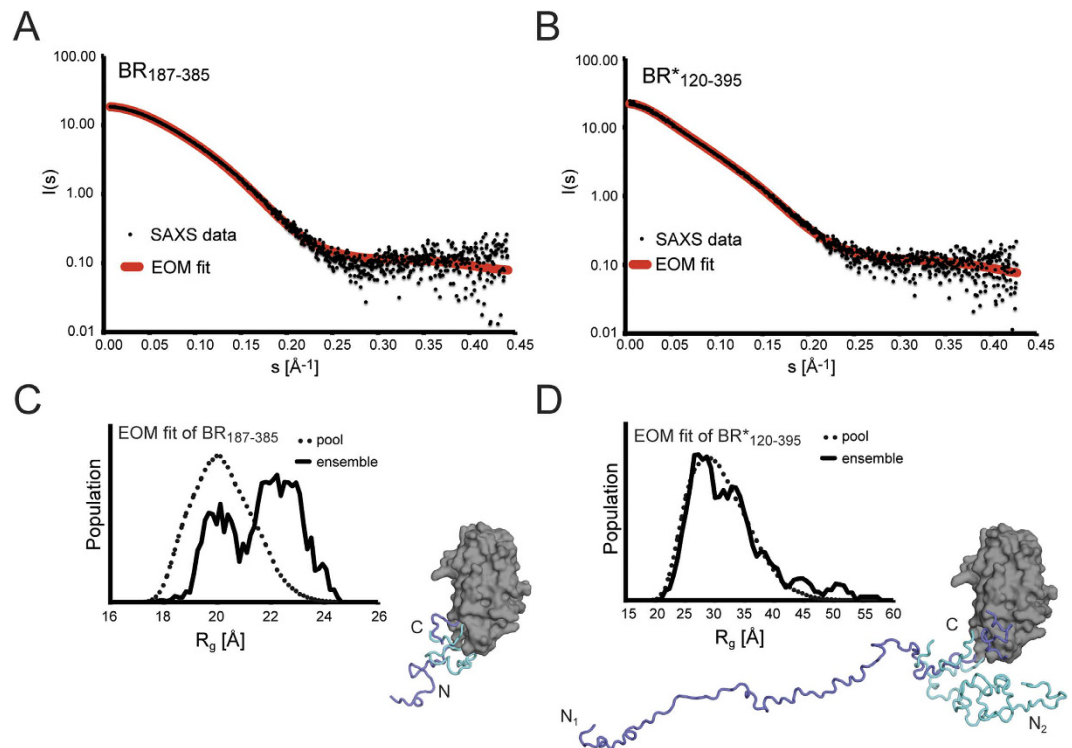 A
100.00
BR187-385
10.00
I(s)
1.00
SAXS data
0.10
EOM fit
0.01
0.00 0.05 0.10 0.15 0.20 0.25 0.30 0.35 0.40 0.45
s [Å-1]
B
100.00
BR*120-395
10.00
I(s)
1.00
SAXS data
0.10
EOM fit
0.01
0.00 0.05 0.10 0.15 0.20 0.25 0.30 0.35 0.40 0.45
s [Å-1]
C
EOM fit of BR187-385
pool
ensemble
Population
16 18 20 22 24 26
Rg [Å]
C
N
D
EOM fit of BR*120-395
pool
ensemble
Population
15 20 25 30 35 40 45 50 55 60
Rg [Å]
C
N1
N2